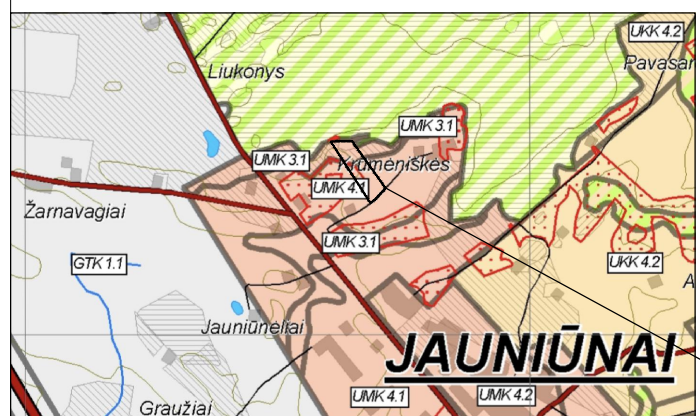 UKK 4.2
Pavasar
Liukonys
UMK 3.1
UMK 3.1
Krūmeniškės
UMK 4.1
Žarnavagiai
UMK 3.1
GTK 1.1
UKK 4.2
A
Jauniūneliai
JAUNIŪNAI
UMK 4.1
UMK 4.2
Graužiai